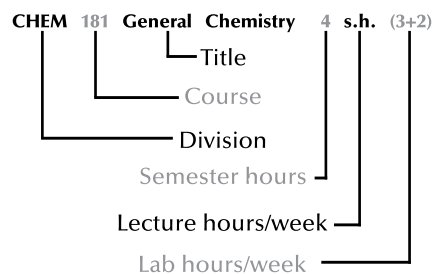 CHEM 181 General Chemistry 4 s.h. (3+2)
Title
Course
Division
Semester hours
Lecture hours/week
Lab hours/week